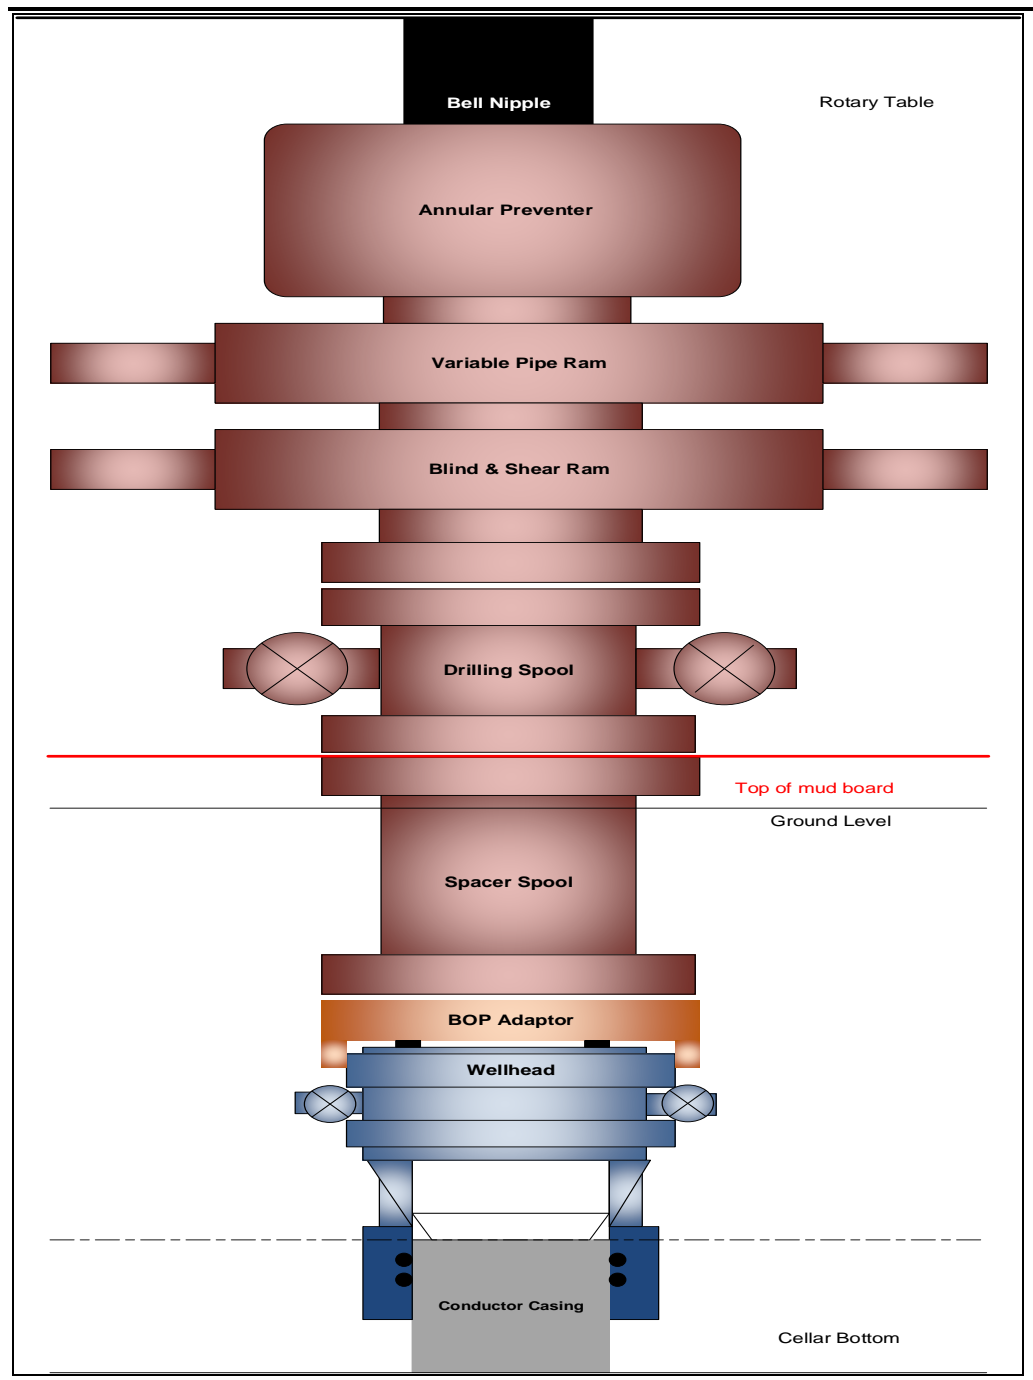 Bell Nipple
Rotary Table
Annular Preventer
Variable Pipe Ram
Blind & Shear Ram
Drilling Spool
Top of mud board
Ground Level
Spacer Spool
BOP Adaptor
Wellhead
Conductor Casing
Cellar Bottom